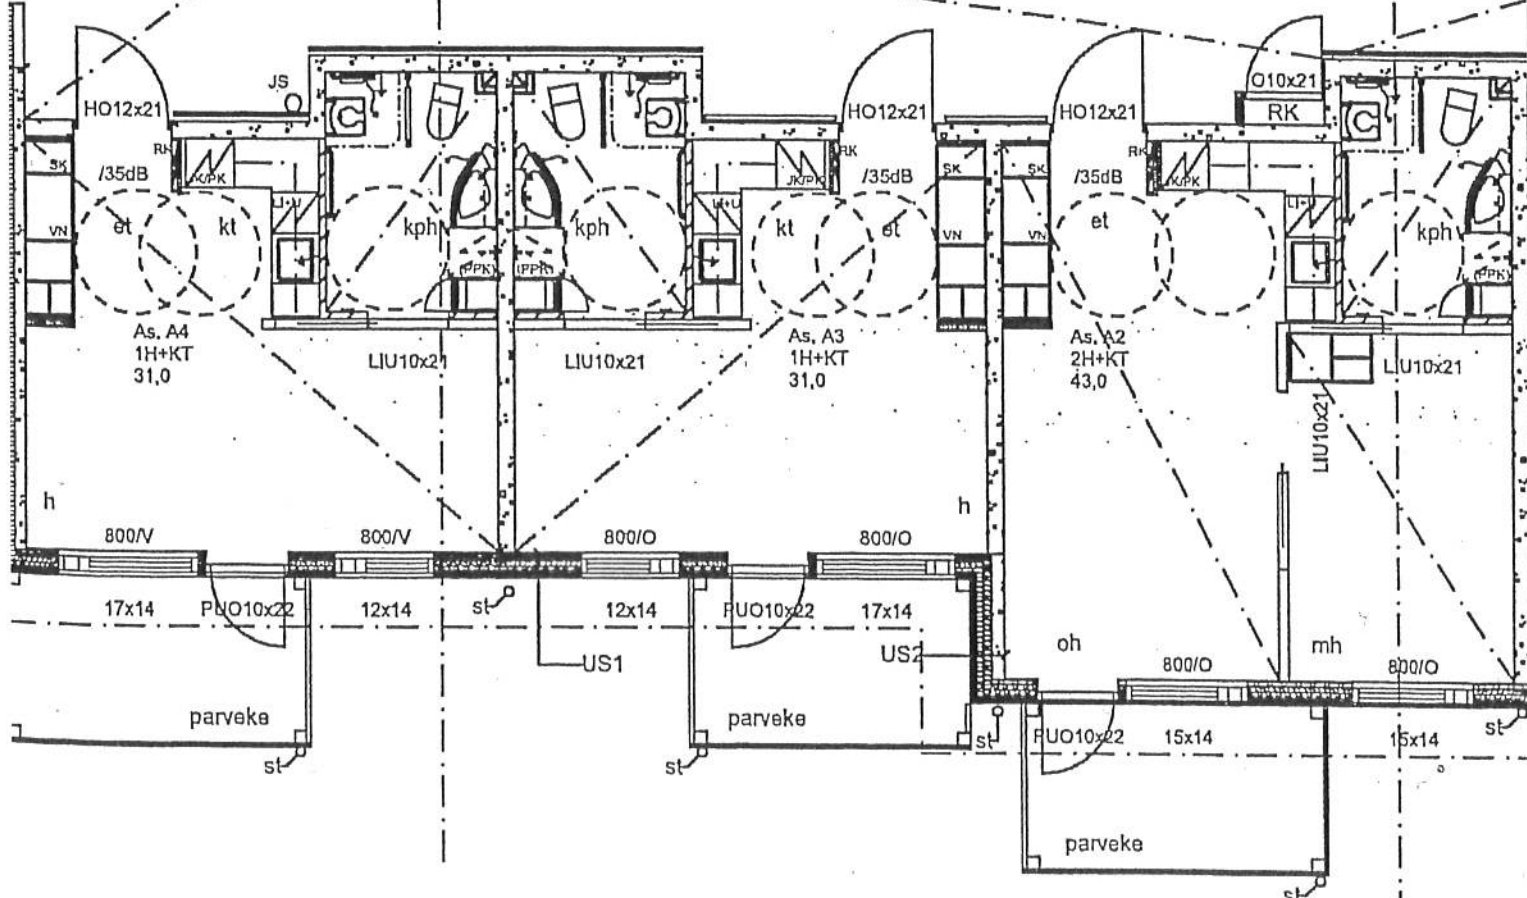 JS
HO12x21
HO12x21
HO12x21
O10x21
RK
RK
RK
RK
SK
/35dB
JK/PK
/35dB
SK
SK
/35dB
JK/PK
LI+U
LI+U
et
kt
kph
kph
kt
et
et
kph
VN
VN
VN
(PPK)
(PPK)
(PPK)
As. A4
1H+KT
31,0
LIU10x21
LIU10x21
As. A3
1H+KT
31,0
As. A2
2H+KT
43,0
LIU10x21
LIU10x21
h
h
800/V
800/V
800/O
800/O
17x14
PUO10x22
12x14
st
12x14
PUO10x22
17x14
US1
US2
oh
mh
800/O
800/O
parveke
parveke
st
st
st
PUO10x22
15x14
15x14
st
parveke
st